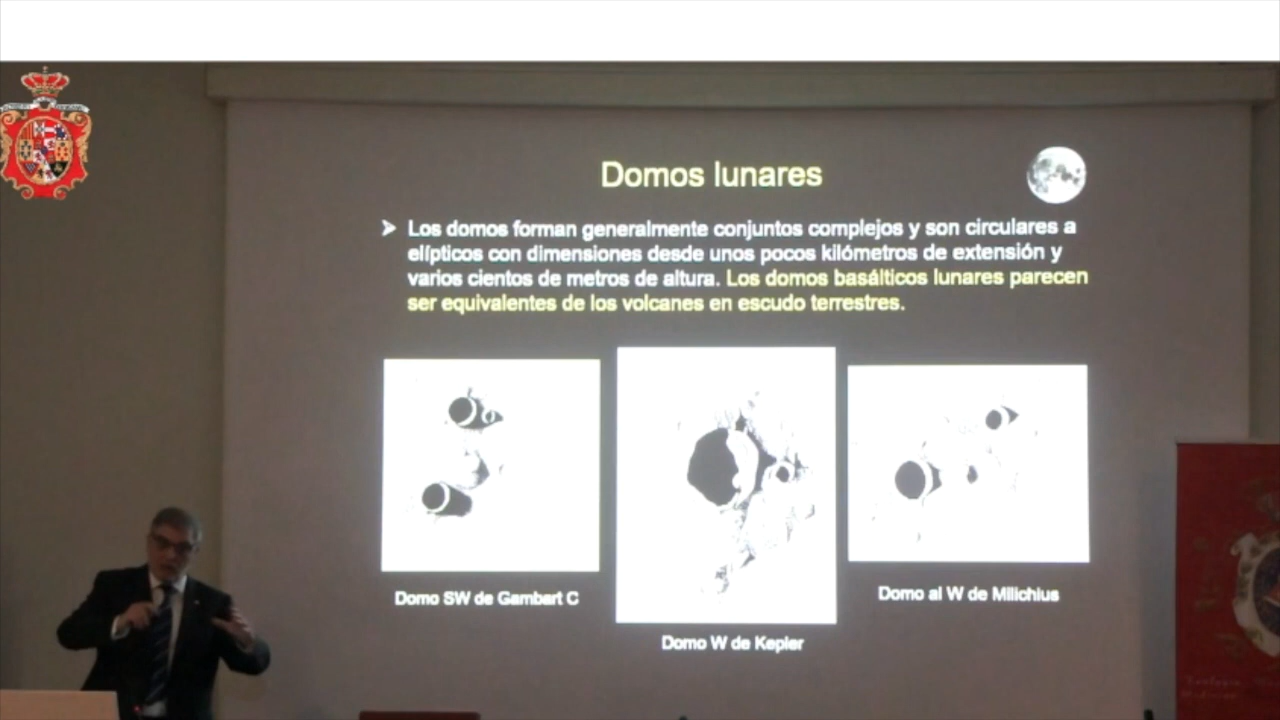 Domos lunares
➤ Los domos forman generalmente conjuntos complejos y son circulares a
elípticos con dimensiones desde unos pocos kilómetros de extensión y
varios cientos de metros de altura. Los domos basálticos lunares parecen
ser equivalentes de los volcanes en escudo terrestres.
Domo SW de Gambart C
Domo W de Kepler
Domo al W de Milichius